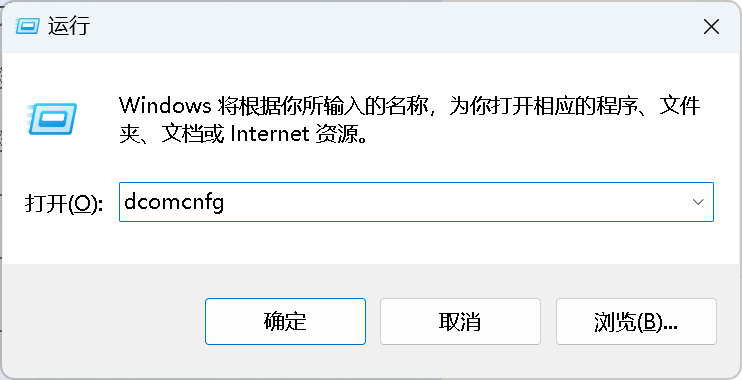 运行
Windows 将根据你所输入的名称，为你打开相应的程序、文件
夹、文档或 Internet 资源。
打开(O):
dcomcnfg
确定
取消
浏览(B)...